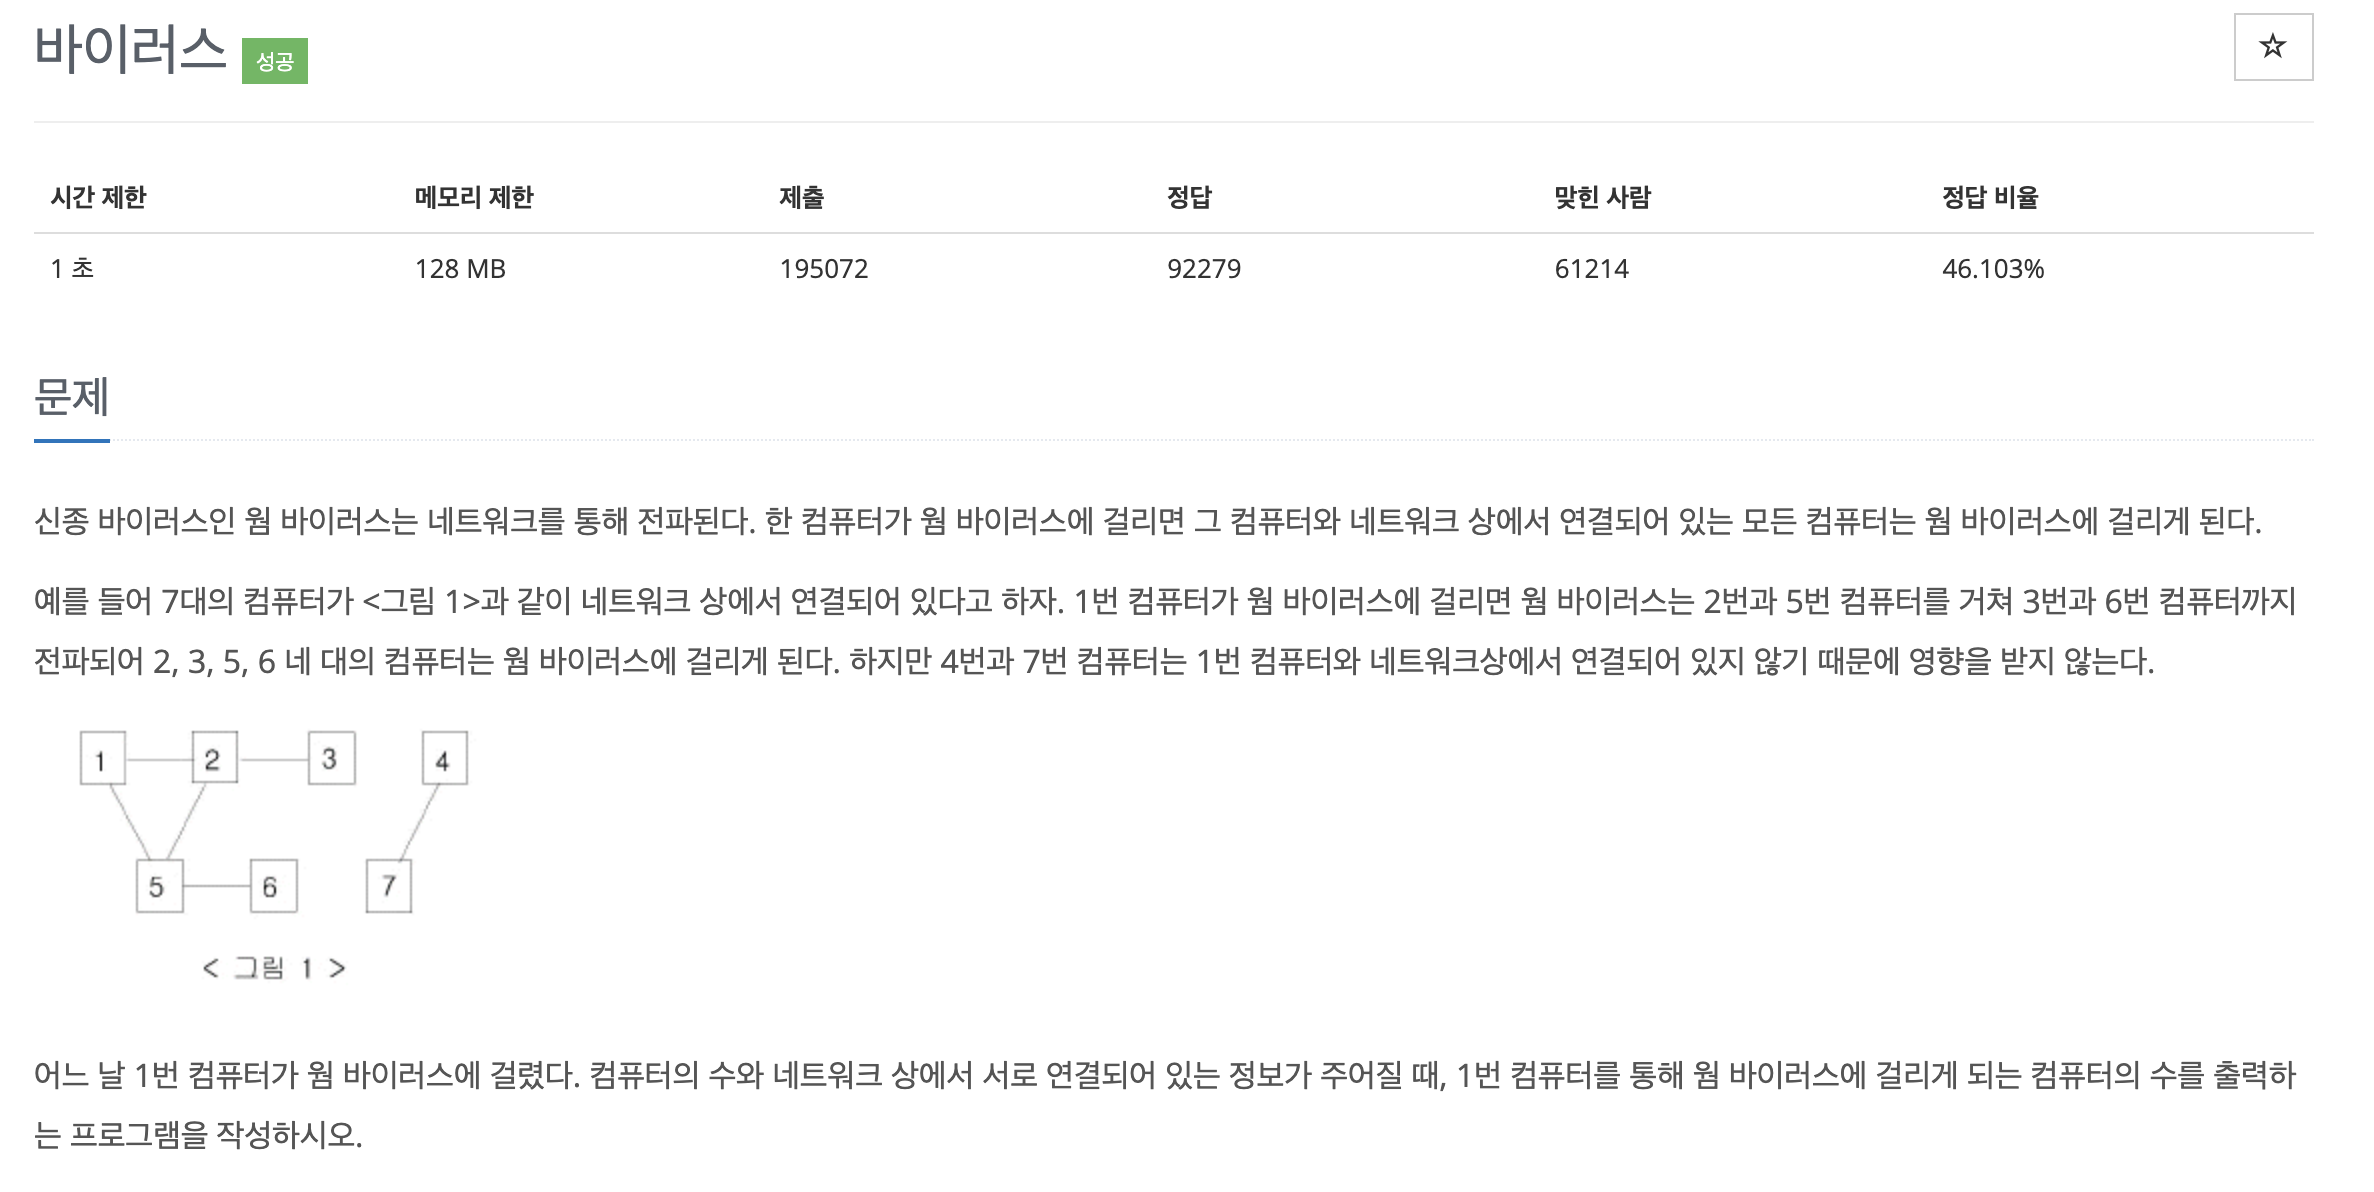 바이러스 성공
시간 제한 메모리 제한 제출 정답 맞힌 사람 정답 비율
1 초 128 MB 195072 92279 61214 46.103%
문제
신종 바이러스인 웜 바이러스는 네트워크를 통해 전파된다. 한 컴퓨터가 웜 바이러스에 걸리면 그 컴퓨터와 네트워크 상에서 연결되어 있는 모든 컴퓨터는 웜 바이러스에 걸리게 된다.
예를 들어 7대의 컴퓨터가 <그림 1>과 같이 네트워크 상에서 연결되어 있다고 하자. 1번 컴퓨터가 웜 바이러스에 걸리면 웜 바이러스는 2번과 5번 컴퓨터를 거쳐 3번과 6번 컴퓨터까지
전파되어 2, 3, 5, 6 네 대의 컴퓨터는 웜 바이러스에 걸리게 된다. 하지만 4번과 7번 컴퓨터는 1번 컴퓨터와 네트워크상에서 연결되어 있지 않기 때문에 영향을 받지 않는다.
1 2 3 4
5 6 7
< 그림 1 >
어느 날 1번 컴퓨터가 웜 바이러스에 걸렸다. 컴퓨터의 수와 네트워크 상에서 서로 연결되어 있는 정보가 주어질 때, 1번 컴퓨터를 통해 웜 바이러스에 걸리게 되는 컴퓨터의 수를 출력하
는 프로그램을 작성하시오.